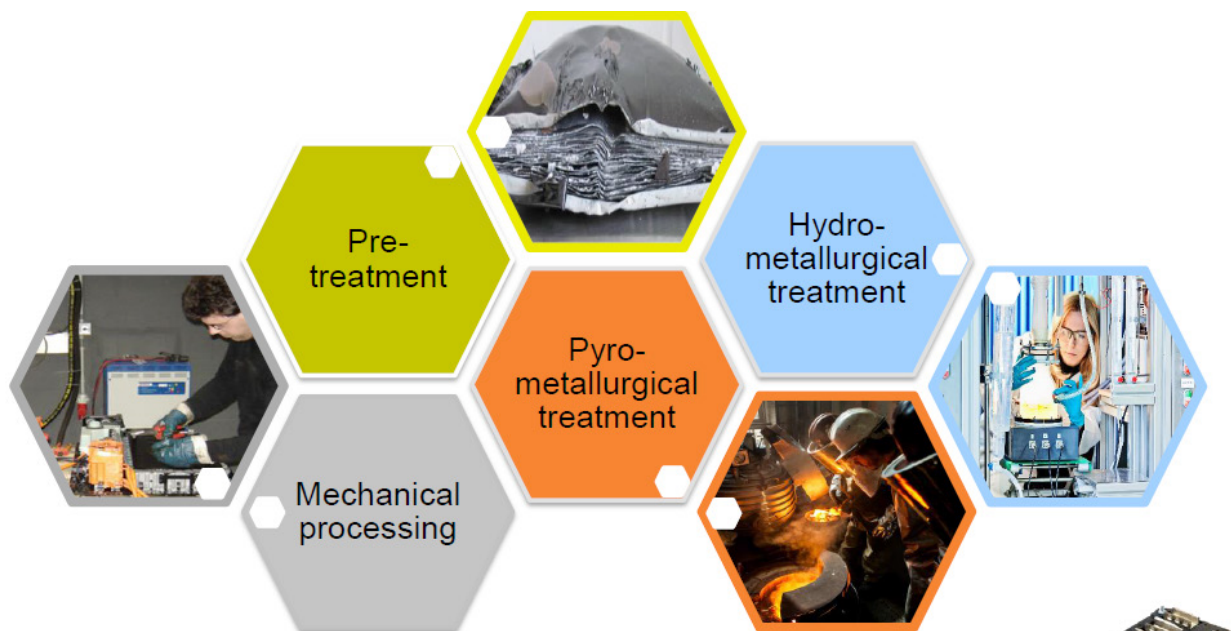 Pre-
treatment
Hydro-
metallurgical
treatment
Pyro-
metallurgical
treatment
Mechanical
processing